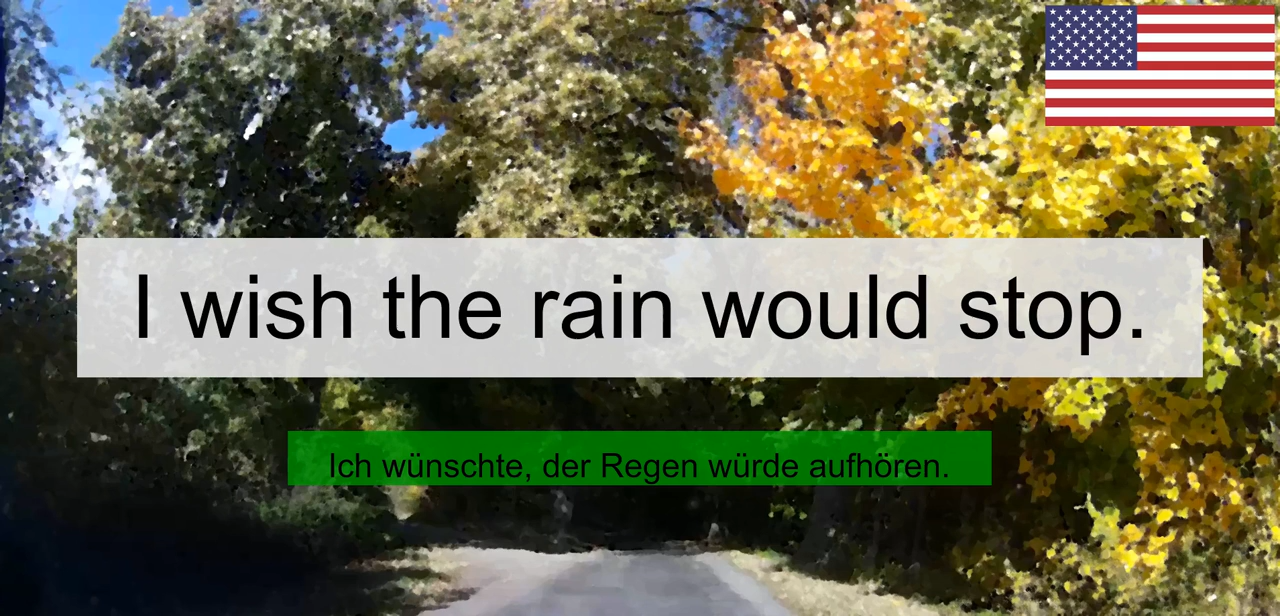 I wish the rain would stop.
Ich wünschte, der Regen würde aufhören.